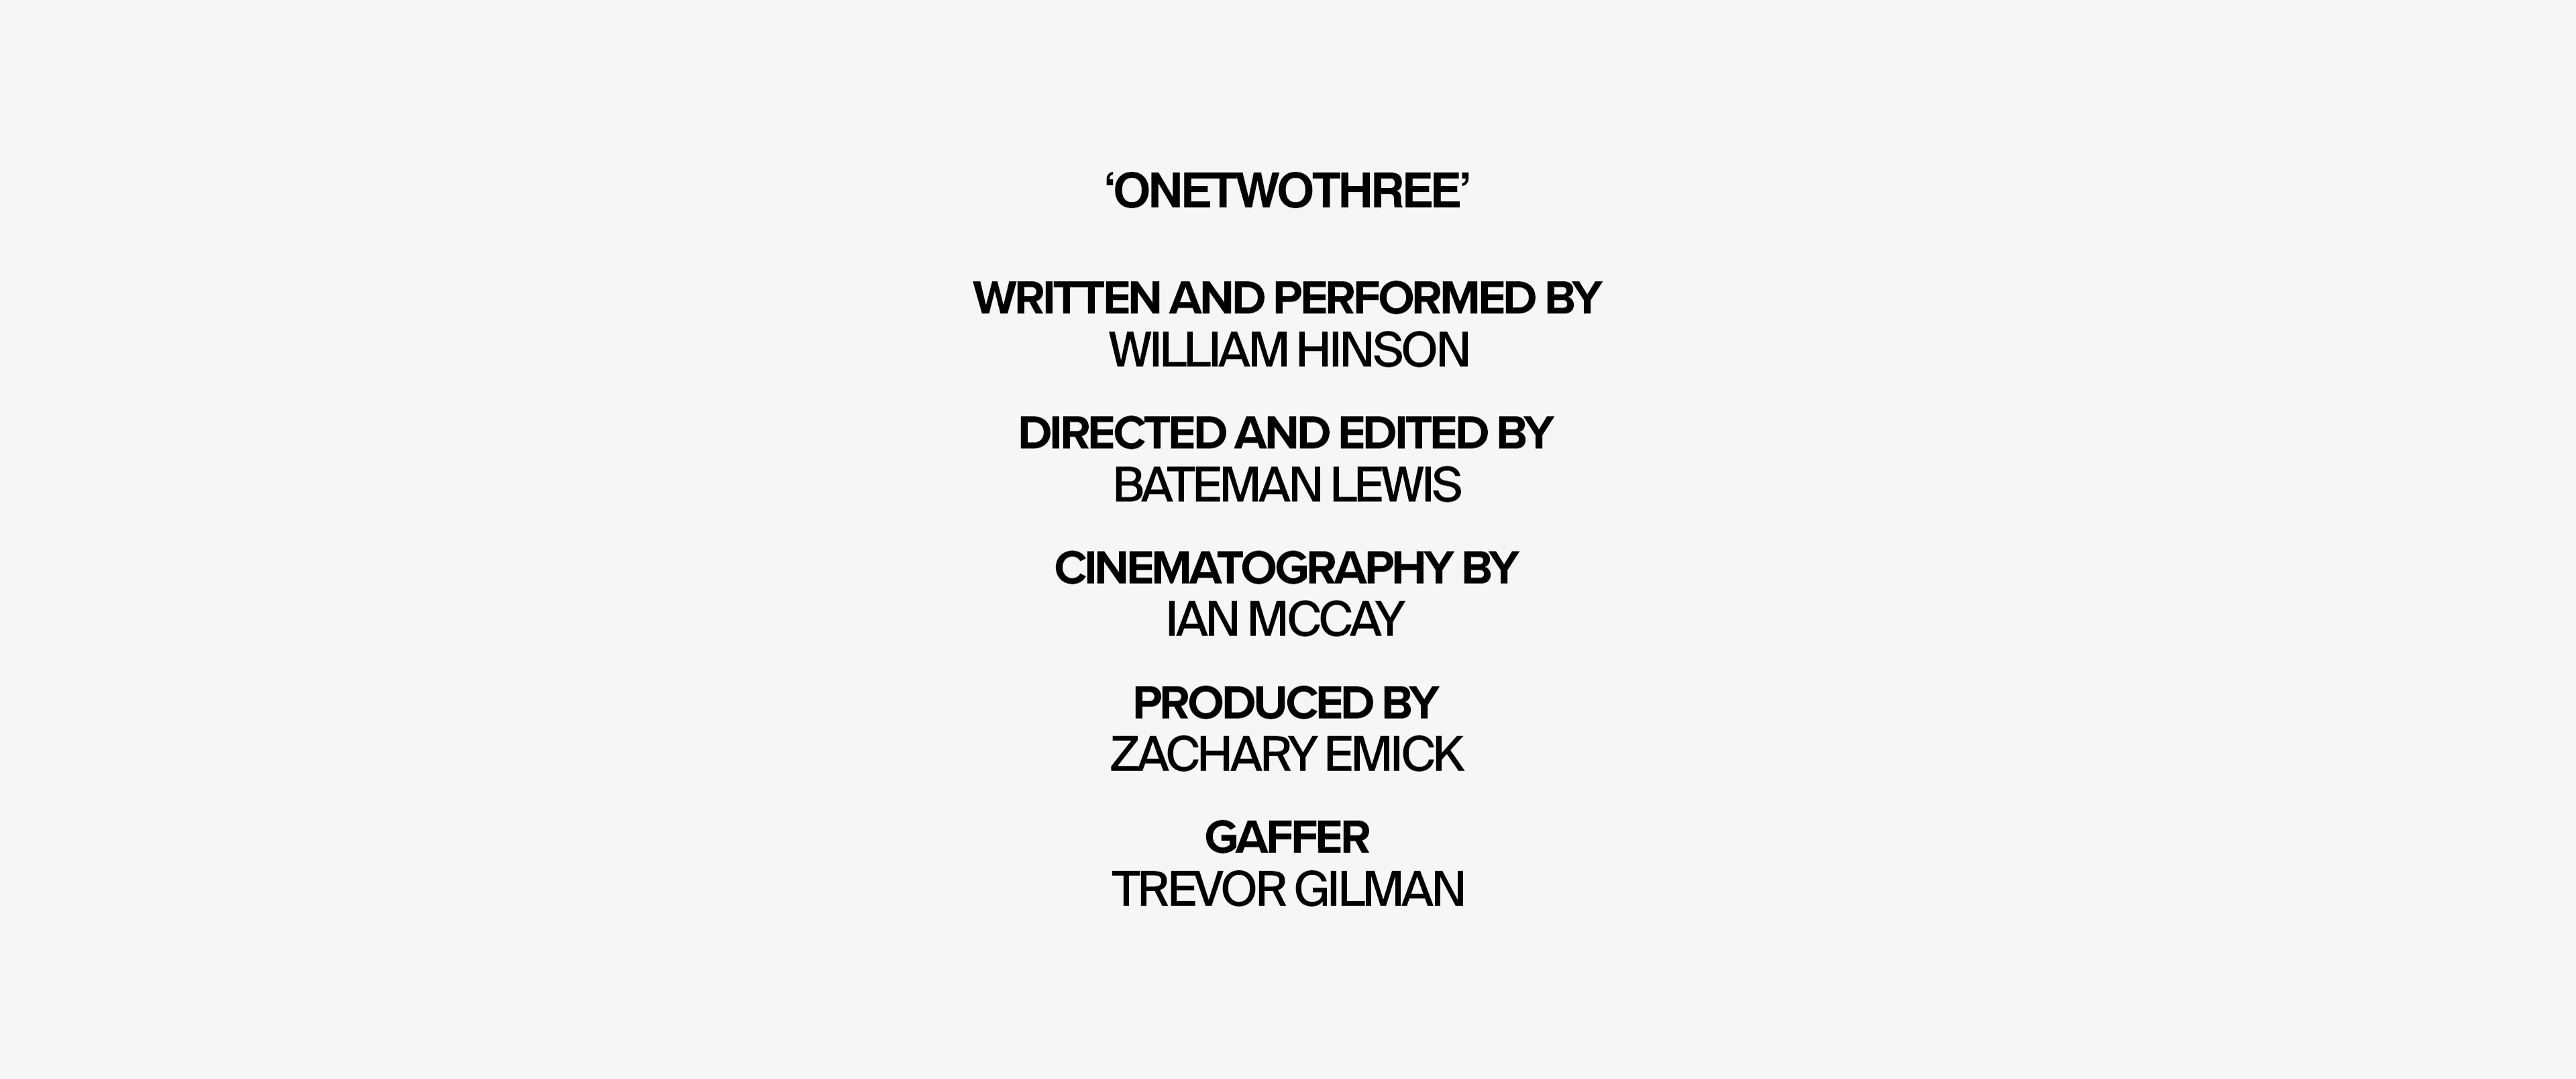 ‘ONETWOTHREE’
WRITTEN AND PERFORMED BY
WILLIAM HINSON
DIRECTED AND EDITED BY
BATEMAN LEWIS
CINEMATOGRAPHY BY
IAN MCCAY
PRODUCED BY
ZACHARY EMICK
GAFFER
TREVOR GILMAN